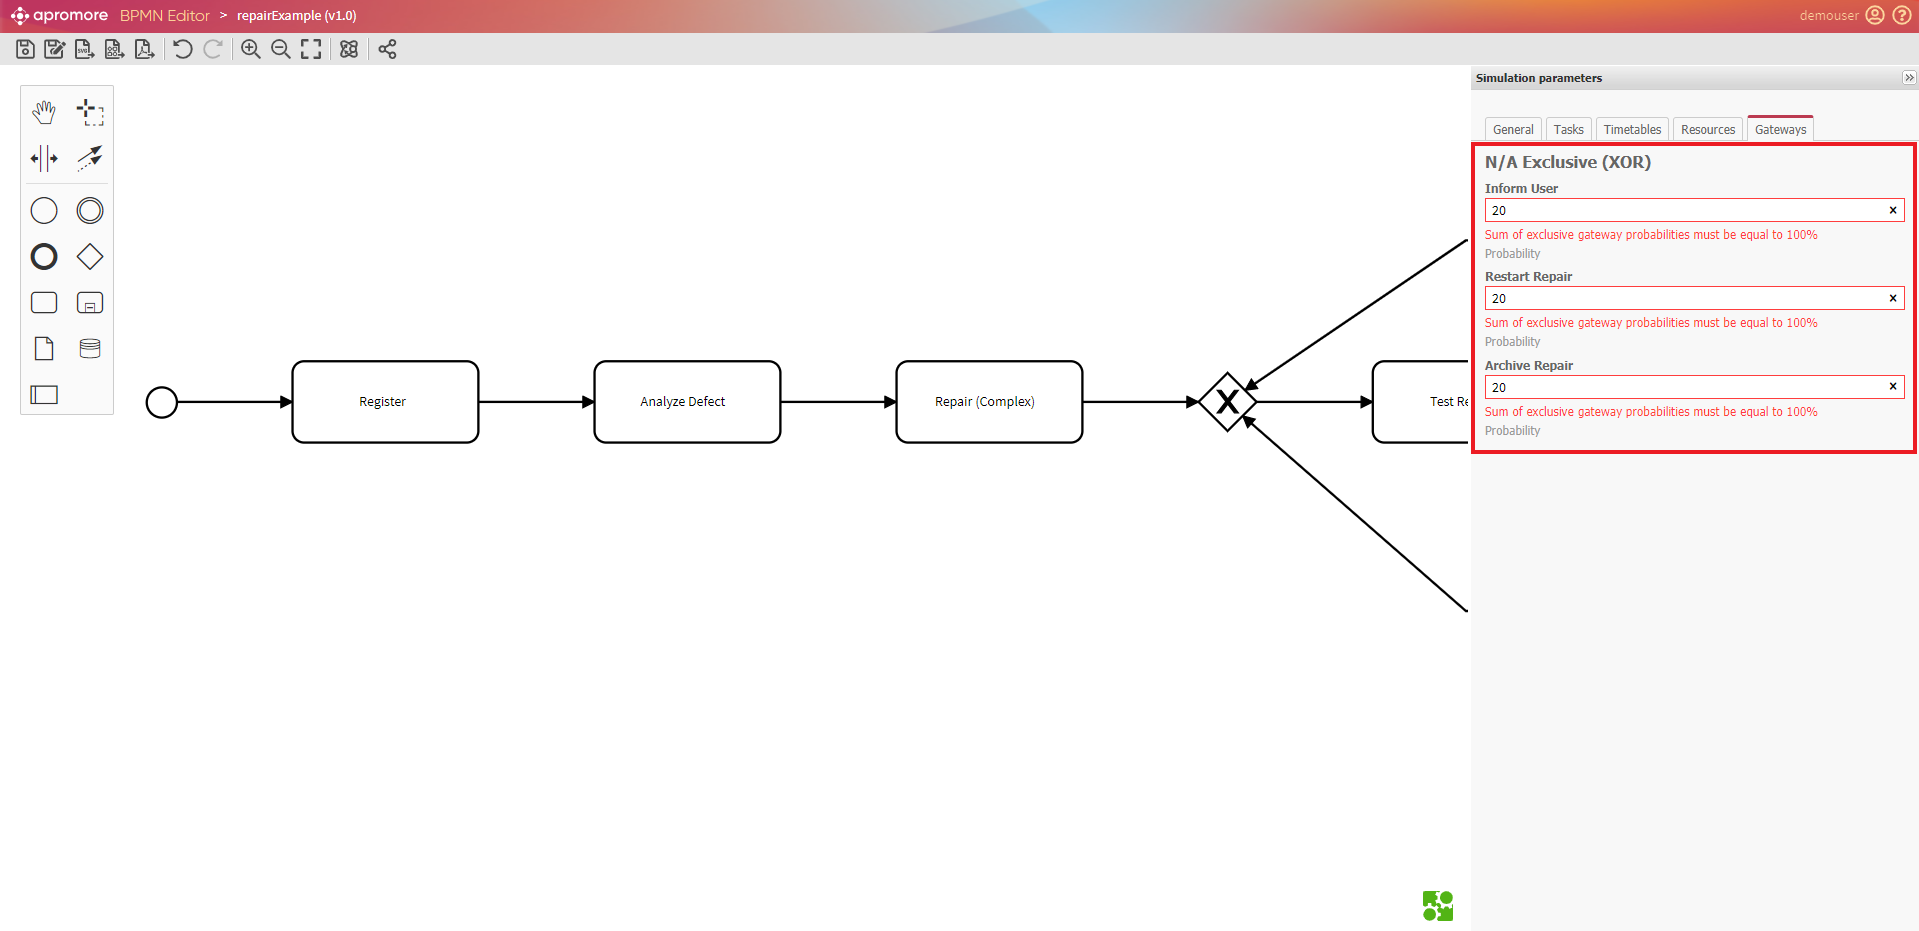 apromore BPMN Editor > repairExample (v1.0)
demouser
Simulation parameters
General Tasks Timetables Resources Gateways
N/A Exclusive (XOR)
Inform User
20
Sum of exclusive gateway probabilities must be equal to 100%
Probability
Restart Repair
20
Sum of exclusive gateway probabilities must be equal to 100%
Probability
Archive Repair
20
Sum of exclusive gateway probabilities must be equal to 100%
Probability
Register
Analyze Defect
Repair (Complex)
X
Test Re